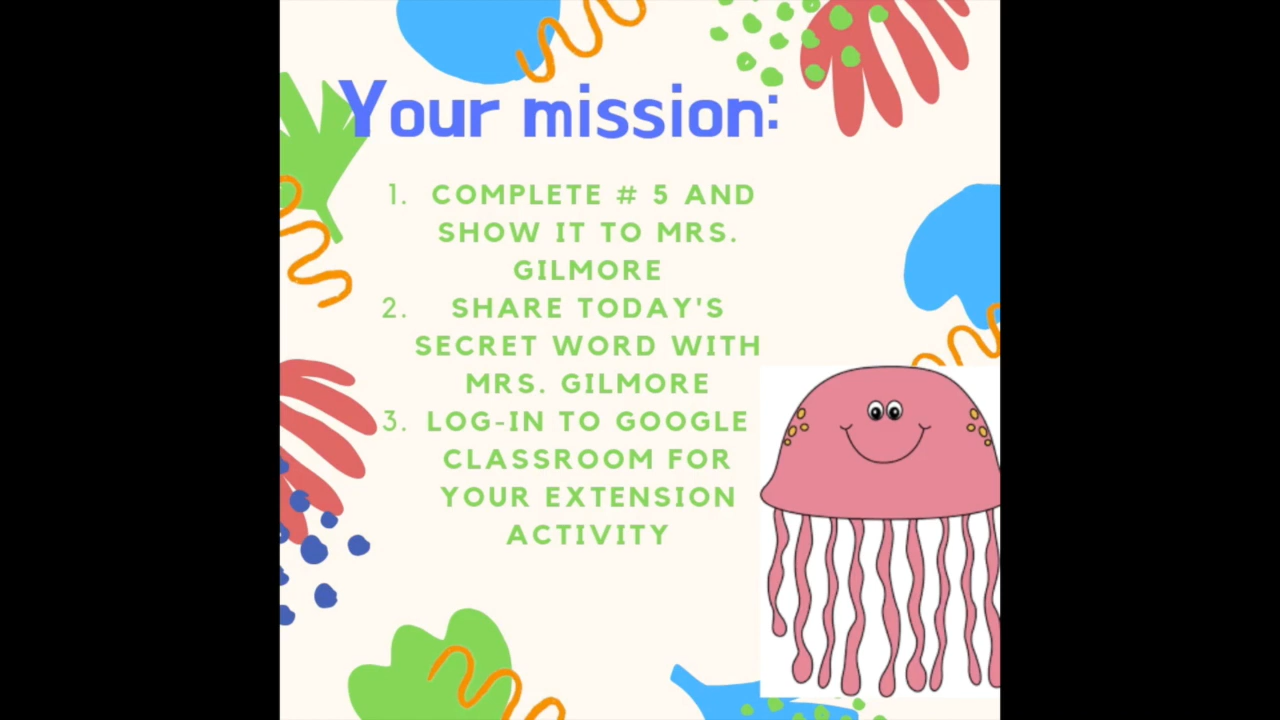 Your mission:
1. COMPLETE # 5 AND
SHOW IT TO MRS.
GILMORE
2. SHARE TODAY'S
SECRET WORD WITH
MRS. GILMORE
3. LOG-IN TO GOOGLE
CLASSROOM FOR
YOUR EXTENSION
ACTIVITY